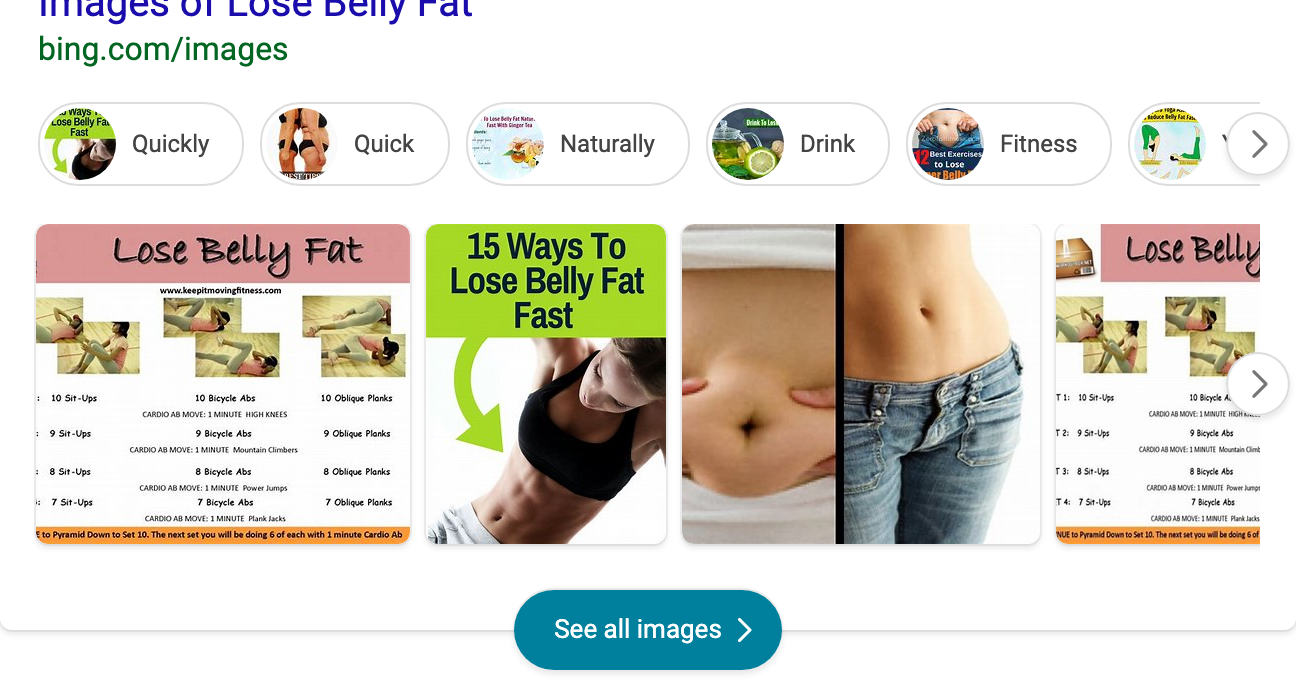 Images of Lose Belly Fat
bing.com/images
Quickly
Quick
Naturally
Drink
Fitness
15 Ways To
Lose Belly Fat
Fast
BEST TIPS
To Lose Belly Fat Natur
Fast With Ginger Tea
Drink To Los
12 Best Exercises
to Lose
Reduce Belly Fat Fast
Lose Belly Fat
www.keepitmovingfitness.com
: 10 Sit-Ups 10 Bicycle Abs 10 Oblique Planks
CARDIO AB MOVE: 1 MINUTE HIGH KNEES
: 9 Sit-Ups 9 Bicycle Abs 9 Oblique Planks
CARDIO AB MOVE: 1 MINUTE Mountain Climbers
: 8 Sit-Ups 8 Bicycle Abs 8 Oblique Planks
CARDIO AB MOVE: 1 MINUTE Power Jumps
: 7 Sit-Ups 7 Bicycle Abs 7 Oblique Planks
CARDIO AB MOVE: 1 MINUTE Plank Jacks
E to Pyramid Down to Set 10. The next set you will be doing 6 of each with 1 minute Cardio Ab
15 Ways To
Lose Belly Fat
Fast
Lose Belly
T 1: 10 Sit-Ups 10 Bicycle A
CARDIO AB MOVE: 1 MINUTE HIGH
T 2: 9 Sit-Ups 9 Bicycle Abs
CARDIO AB MOVE: 1 MINUTE Mountain Climb
T 3: 8 Sit-Ups 8 Bicycle Abs
CARDIO AB MOVE: 1 MINUTE Power Jump
T 4: 7 Sit-Ups 7 Bicycle Abs
CARDIO AB MOVE: 1 MINUTE Plank Jacks
NUE to Pyramid Down to Set 10. The next set you will be doing 6 of
See all images